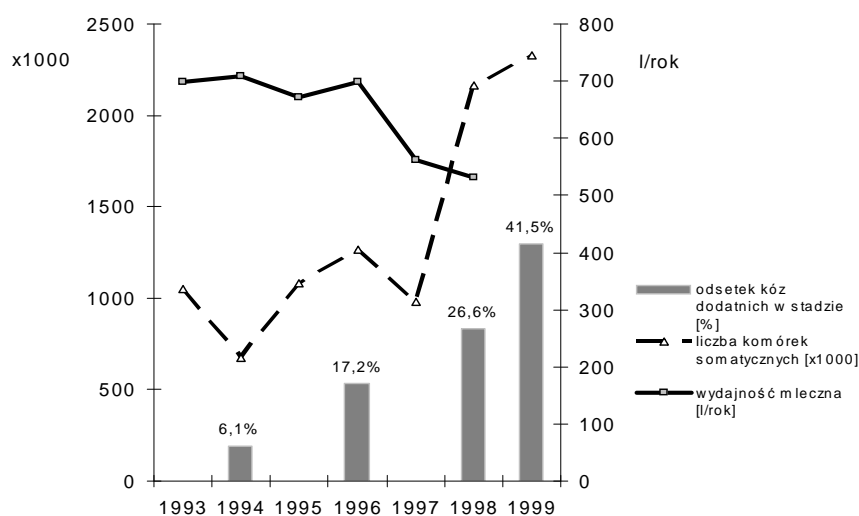 x1000
l/rok
2500
2000
1500
1000
500
0
800
700
600
500
400
300
200
100
0
6,1%
17,2%
26,6%
41,5%
1993 1994 1995 1996 1997 1998 1999
odsetek kóz
dodatnich w stadzie
[%]
liczba komórek
somatycznych [x1000]
wydajność mleczna
[l/rok]